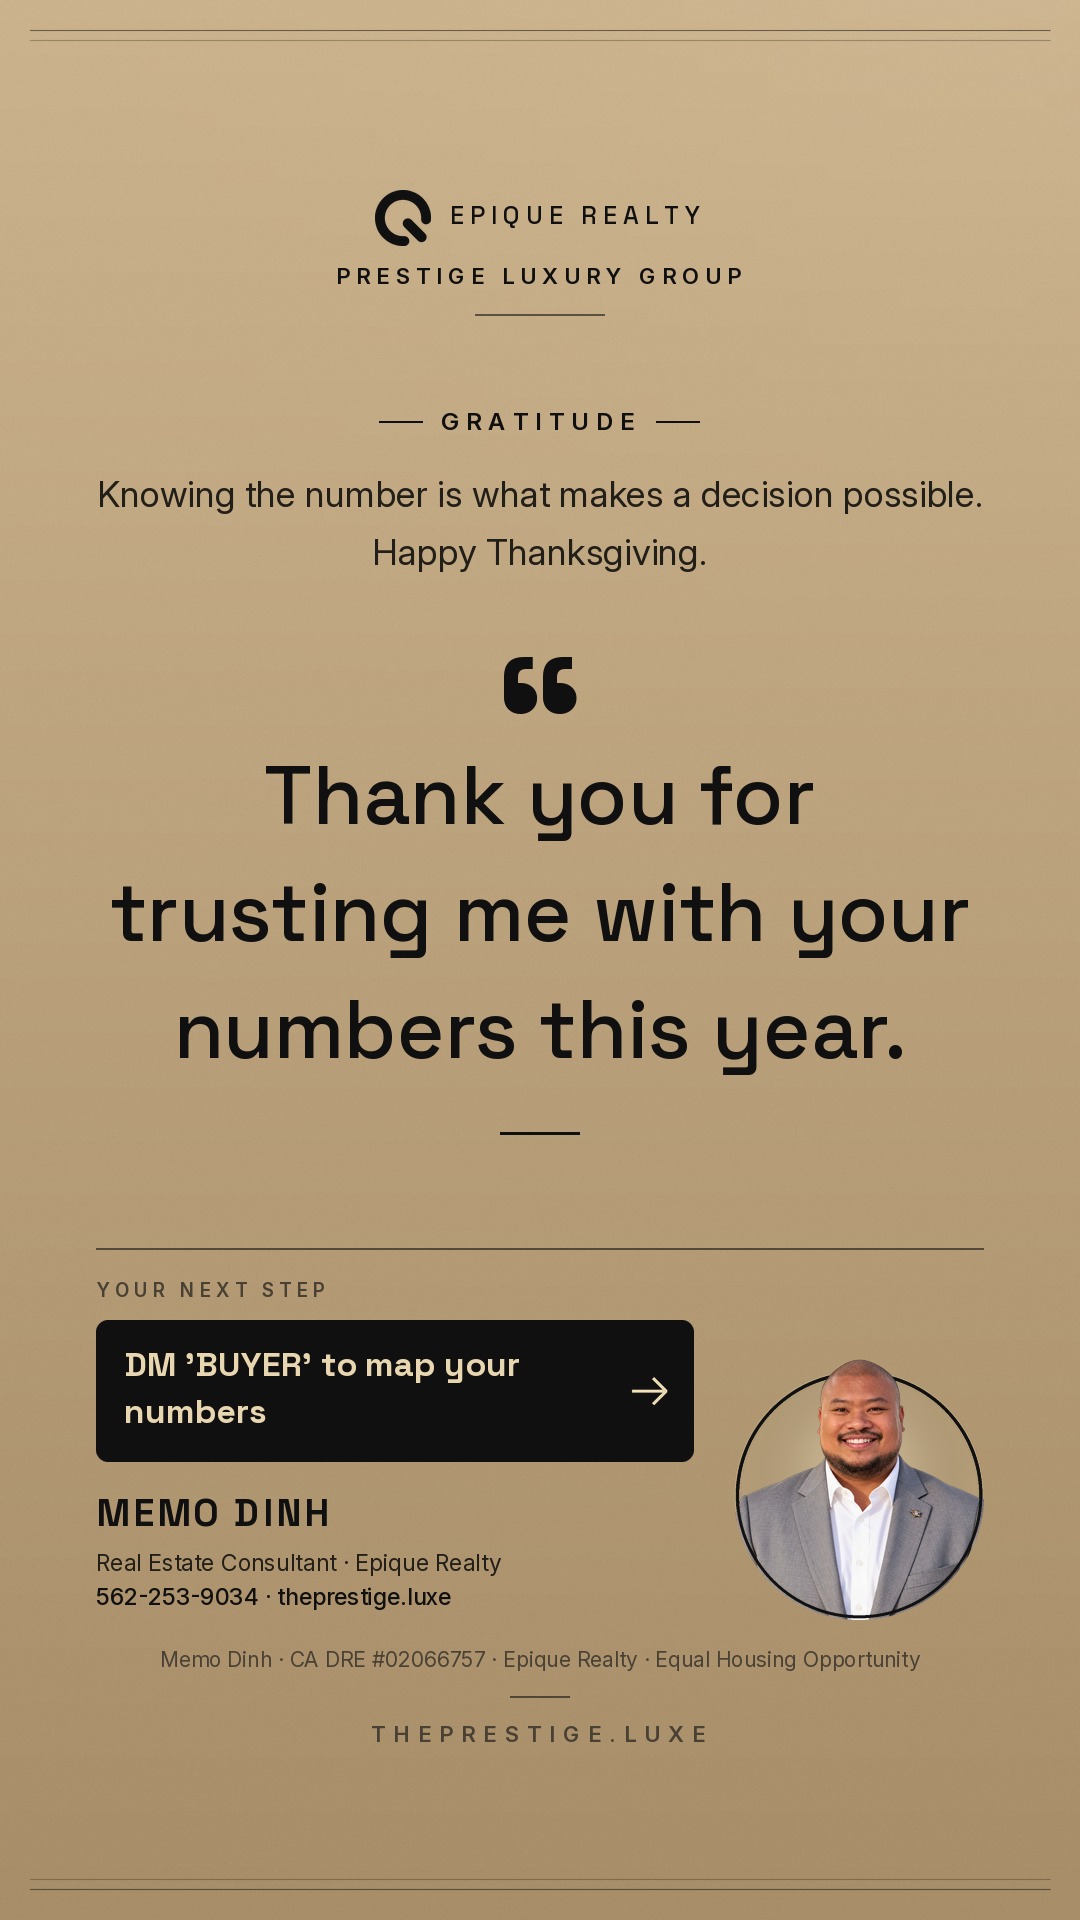 EPIQUE REALTY
PRESTIGE LUXURY GROUP
GRATITUDE
Knowing the number is what makes a decision possible.
Happy Thanksgiving.
“
Thank you for
trusting me with your
numbers this year.
YOUR NEXT STEP
DM ’BUYER’ to map your
numbers
MEMO DINH
Real Estate Consultant · Epique Realty
562-253-9034 · theprestige.luxe
Memo Dinh · CA DRE #02066757 · Epique Realty · Equal Housing Opportunity
THEPRESTIGE.LUXE